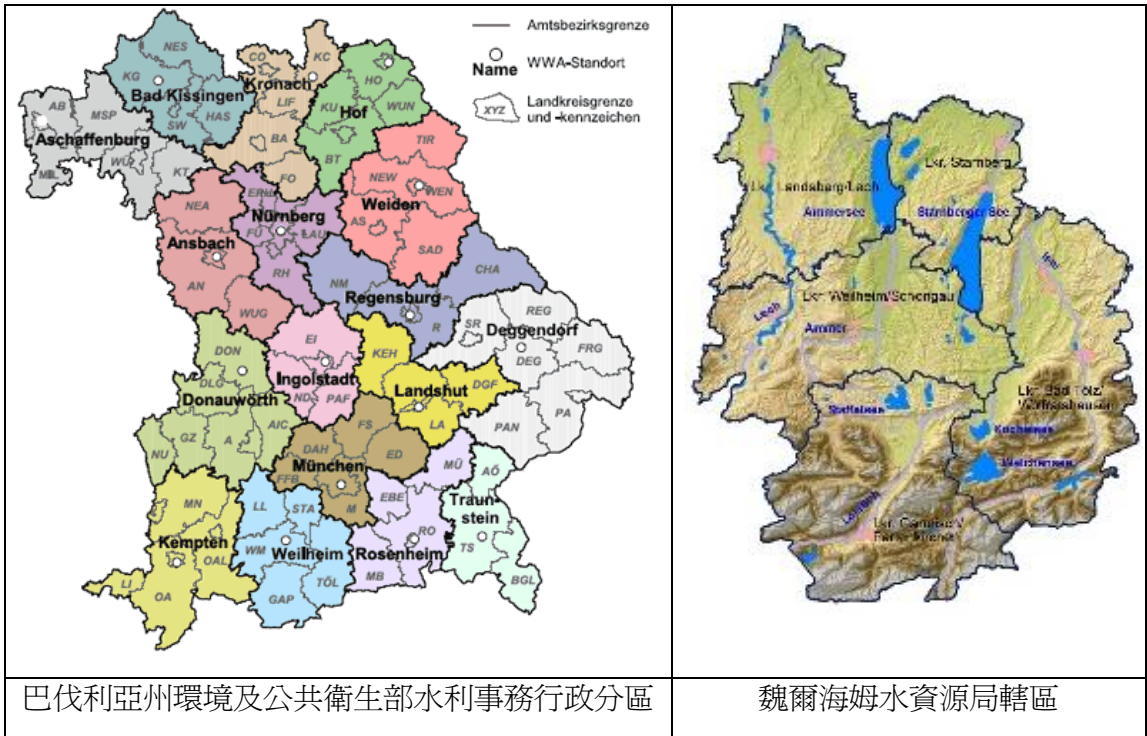 Amtsbezirksgrenze
Name WWA-Standort
XYZ Landkreisgrenze
und -kennzeichen
NES
KG
Bad Kissingen
SW
HAS
CO
KC
Kronach
LIF
BA
FO
HO
KU
Hof
WUN
BT
AB
MSP
Aschaffenburg
MIL
WÜ
KT
TIR
NEW
WEN
Weiden
AS
SAD
NEA
Ansbach
AN
WUG
ERH
Nürnberg
FÜ
LAU
RH
NM
CHA
Regensburg
R
REG
SR
Deggendorf
DEG
FRG
PA
PAN
DON
DLG
Donauwörth
GZ
A
AIC
NU
EI
Ingolstadt
ND
PAF
KEH
Landshut
DGF
LA
FS
DAH
ED
München
FFB
M
MÜ
EBE
RO
Rosenheim
MB
AÖ
Traun-
stein
TS
BGL
MN
Kempten
OAL
LI
OA
LL
STA
WM
Weilheim
TÖL
GAP
Lkr. Starnberg
Lkr. Landsberg/Lech
Ammersee
Starnberger See
Isar
Lkr. Weilheim/Schongau
Lech
Ammer
Lkr. Bad Tölz/
Wolfratshausen
Staffelsee
Kochelsee
Walchensee
Loisach
Lkr. Garmisch/
巴伐利亞州環境及公共衛生部水利事務行政分區
魏爾海姆水資源局轄區